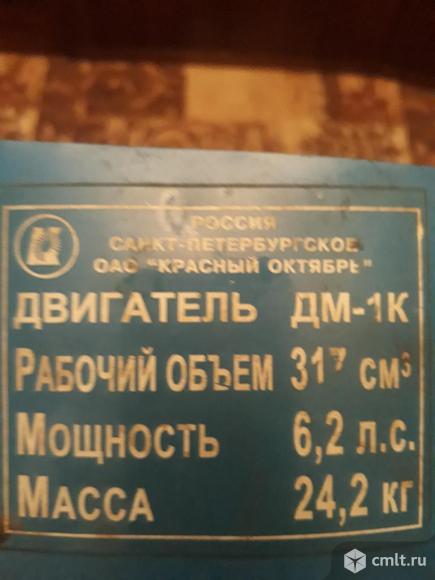 РОССИЯ
САНКТ-ПЕТЕРБУРГСКОЕ
ОАО "КРАСНЫЙ ОКТЯБРЬ"
ДВИГАТЕЛЬ ДМ-1К
РАБОЧИЙ ОБЪЕМ 317 СМ³
МОЩНОСТЬ 6,2 Л.С.
МАССА 24,2 КГ
cmlt.ru